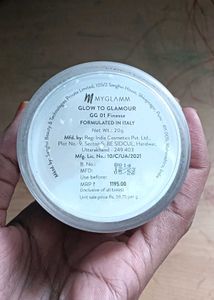 MYGLAMM
GLOW TO GLAMOUR
GG 01 Finesse
FORMULATED IN ITALY
Net Wt.: 20g
Mfd. by: Regi India Cosmetics Pvt. Ltd.,
Plot No.-9, Sector-5, BE SIDCUL, Haridwar,
Uttarakhand - 249 403
Mfg. Lic. No.: 10/C/UA/2021
B. No.:
MFD:
USE BEFORE:
MRP ₹ 1195.00
(inclusive of all taxes)
Unit sale price Rs. 59.75 per g